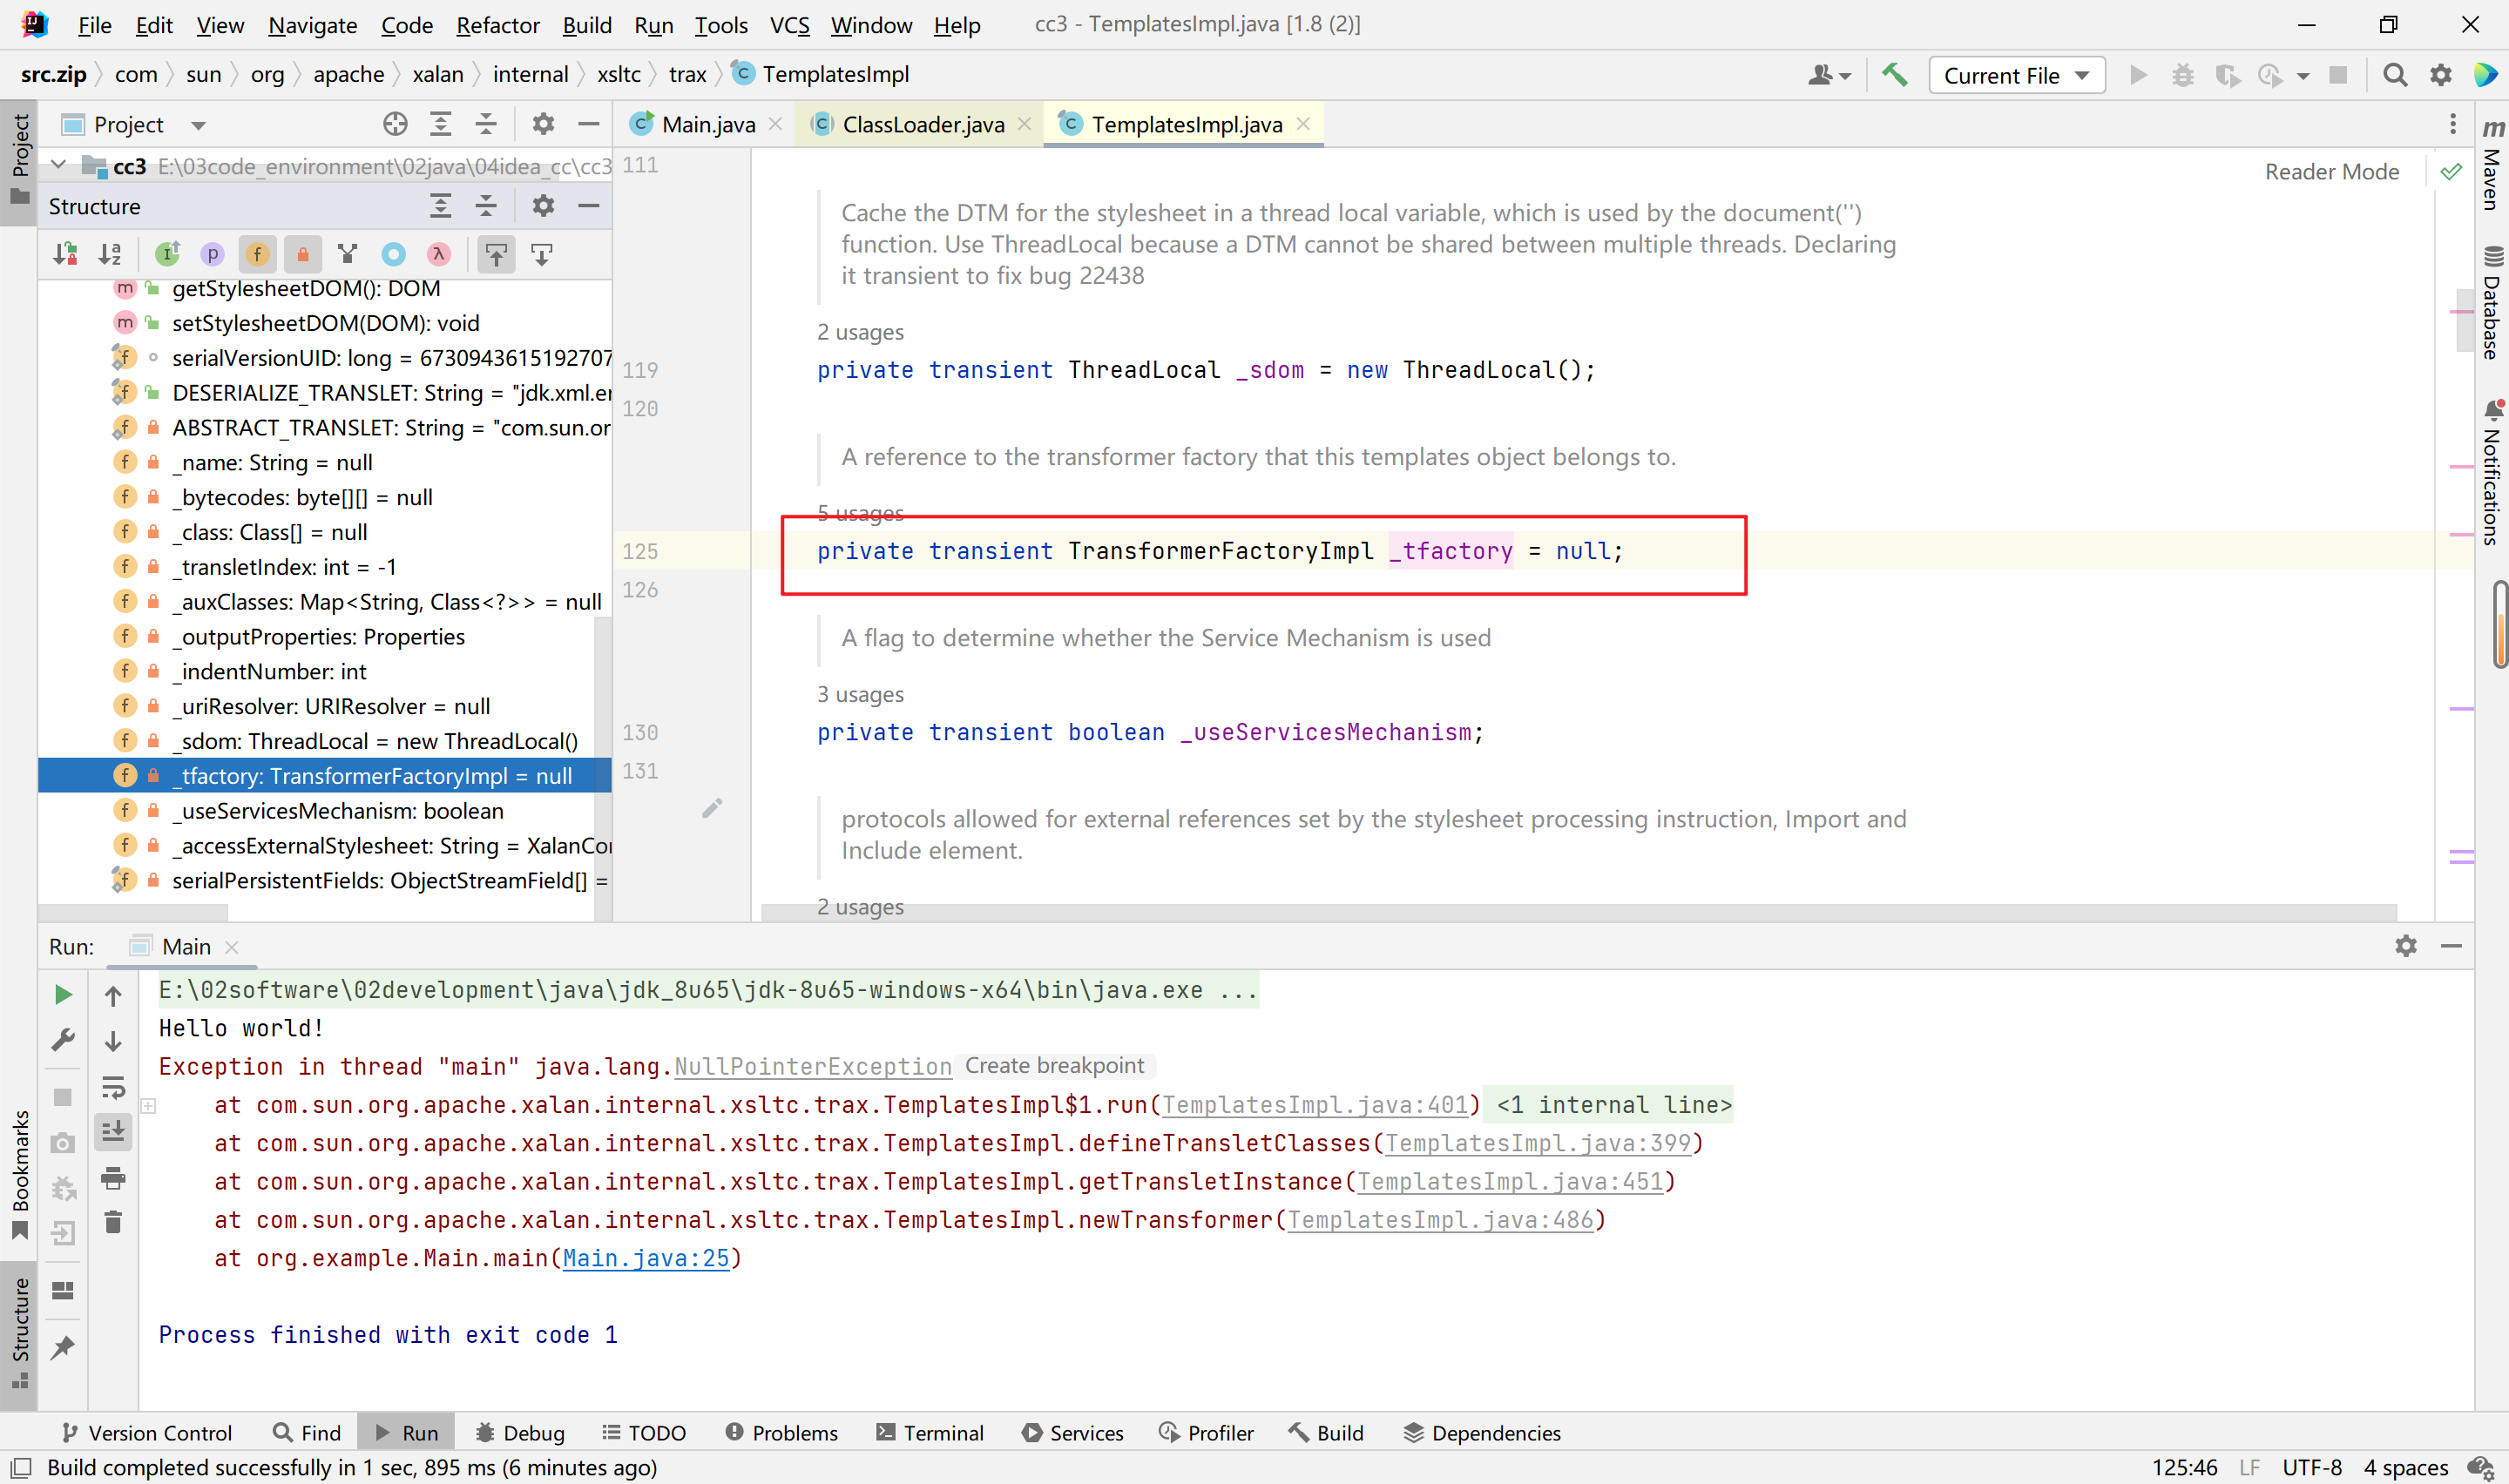 File Edit View Navigate Code Refactor Build Run Tools VCS Window Help cc3 - TemplatesImpl.java [1.8 (2)]
src.zip com sun org apache xalan internal xsltc trax TemplatesImpl Current File
Project
Main.java ClassLoader.java TemplatesImpl.java
cc3 E:\03code_environment\02java\04idea_cc\cc3
Structure
getStylesheetDOM(): DOM
setStylesheetDOM(DOM): void
serialVersionUID: long = 673094361519270
DESERIALIZE_TRANSLET: String = "jdk.xml.e
ABSTRACT_TRANSLET: String = "com.sun.or
_name: String = null
_bytecodes: byte[][] = null
_class: Class[] = null
_transletIndex: int = -1
_auxClasses: Map<String, Class<?>> = null
_outputProperties: Properties
_indentNumber: int
_uriResolver: URIResolver = null
_sdom: ThreadLocal = new ThreadLocal()
_tfactory: TransformerFactoryImpl = null
_useServicesMechanism: boolean
_accessExternalStylesheet: String = XalanCo
serialPersistentFields: ObjectStreamField[] =
111
Reader Mode
Cache the DTM for the stylesheet in a thread local variable, which is used by the document('')
function. Use ThreadLocal because a DTM cannot be shared between multiple threads. Declaring
it transient to fix bug 22438
2 usages
119 private transient ThreadLocal _sdom = new ThreadLocal();
120
A reference to the transformer factory that this templates object belongs to.
5 usages
125 private transient TransformerFactoryImpl _tfactory = null;
126
A flag to determine whether the Service Mechanism is used
3 usages
130 private transient boolean _useServicesMechanism;
131
protocols allowed for external references set by the stylesheet processing instruction, Import and
Include element.
2 usages
Project
Bookmarks
Structure
Maven
Database
Notifications
Run: Main
E:\02software\02development\java\jdk_8u65\jdk-8u65-windows-x64\bin\java.exe ...
Hello world!
Exception in thread "main" java.lang.NullPointerException Create breakpoint
at com.sun.org.apache.xalan.internal.xsltc.trax.TemplatesImpl$1.run(TemplatesImpl.java:401) <1 internal line>
at com.sun.org.apache.xalan.internal.xsltc.trax.TemplatesImpl.defineTransletClasses(TemplatesImpl.java:399)
at com.sun.org.apache.xalan.internal.xsltc.trax.TemplatesImpl.getTransletInstance(TemplatesImpl.java:451)
at com.sun.org.apache.xalan.internal.xsltc.trax.TemplatesImpl.newTransformer(TemplatesImpl.java:486)
at org.example.Main.main(Main.java:25)
Process finished with exit code 1
Version Control Find Run Debug TODO Problems Terminal Services Profiler Build Dependencies
Build completed successfully in 1 sec, 895 ms (6 minutes ago) 125:46 LF UTF-8 4 spaces